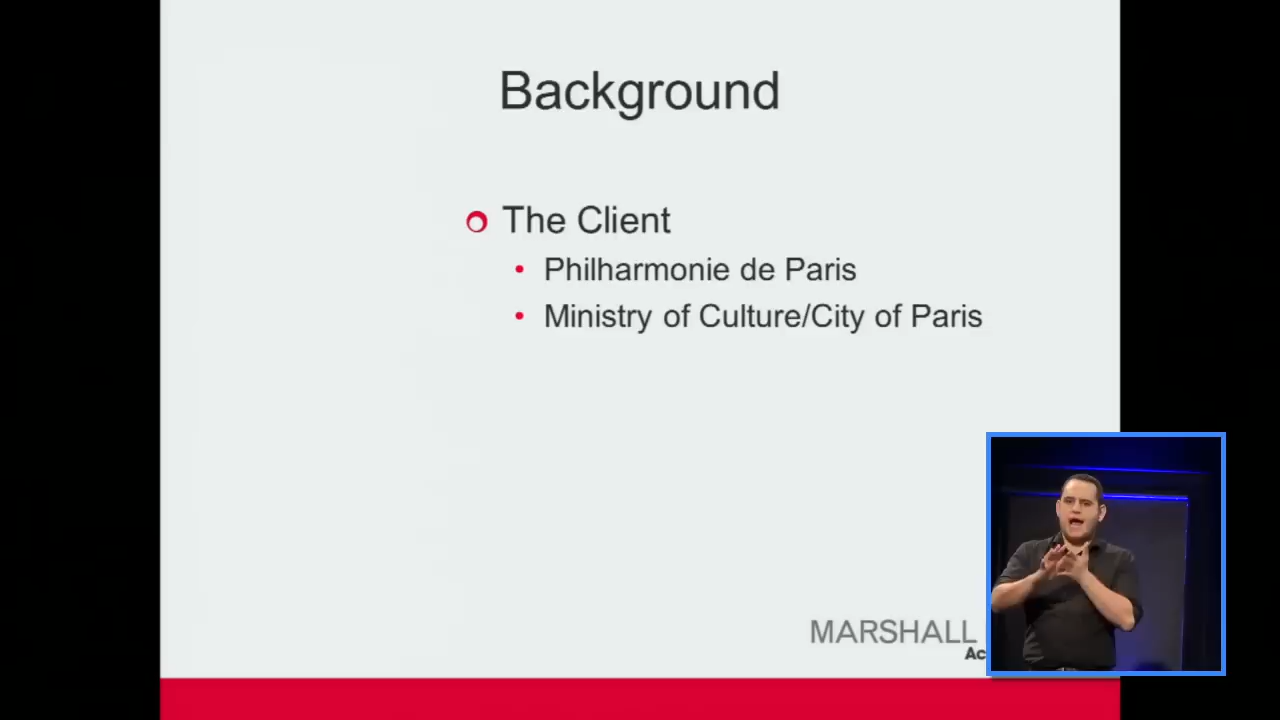 Background
The Client
Philharmonie de Paris
Ministry of Culture/City of Paris
MARSHALL